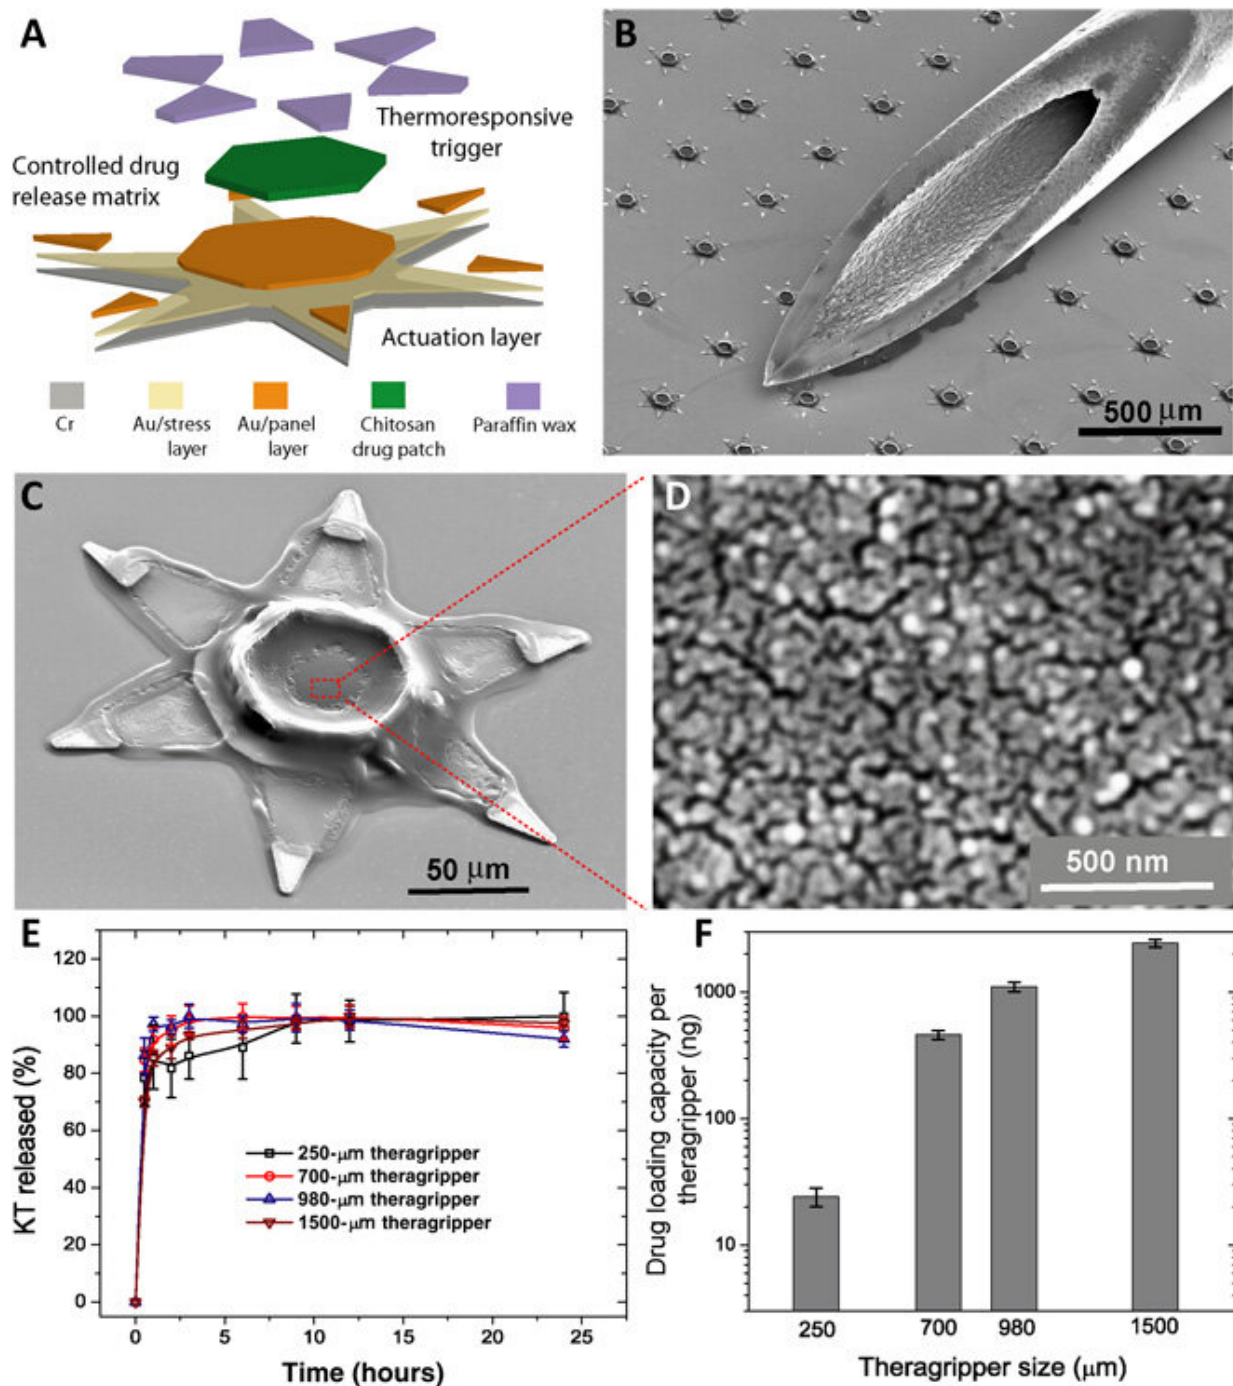 A
Thermoresponsive
trigger
Controlled drug
release matrix
Actuation layer
Cr
Au/stress
layer
Au/panel
layer
Chitosan
drug patch
Paraffin wax
B
500 μm
C
50 μm
D
500 nm
E
120
100
80
60
40
20
0
KT released (%)
250-μm theragripper
700-μm theragripper
980-μm theragripper
1500-μm theragripper
0 5 10 15 20 25
Time (hours)
F
1000
100
10
Drug loading capacity per
theragripper (ng)
250 700 980 1500
Theragripper size (μm)